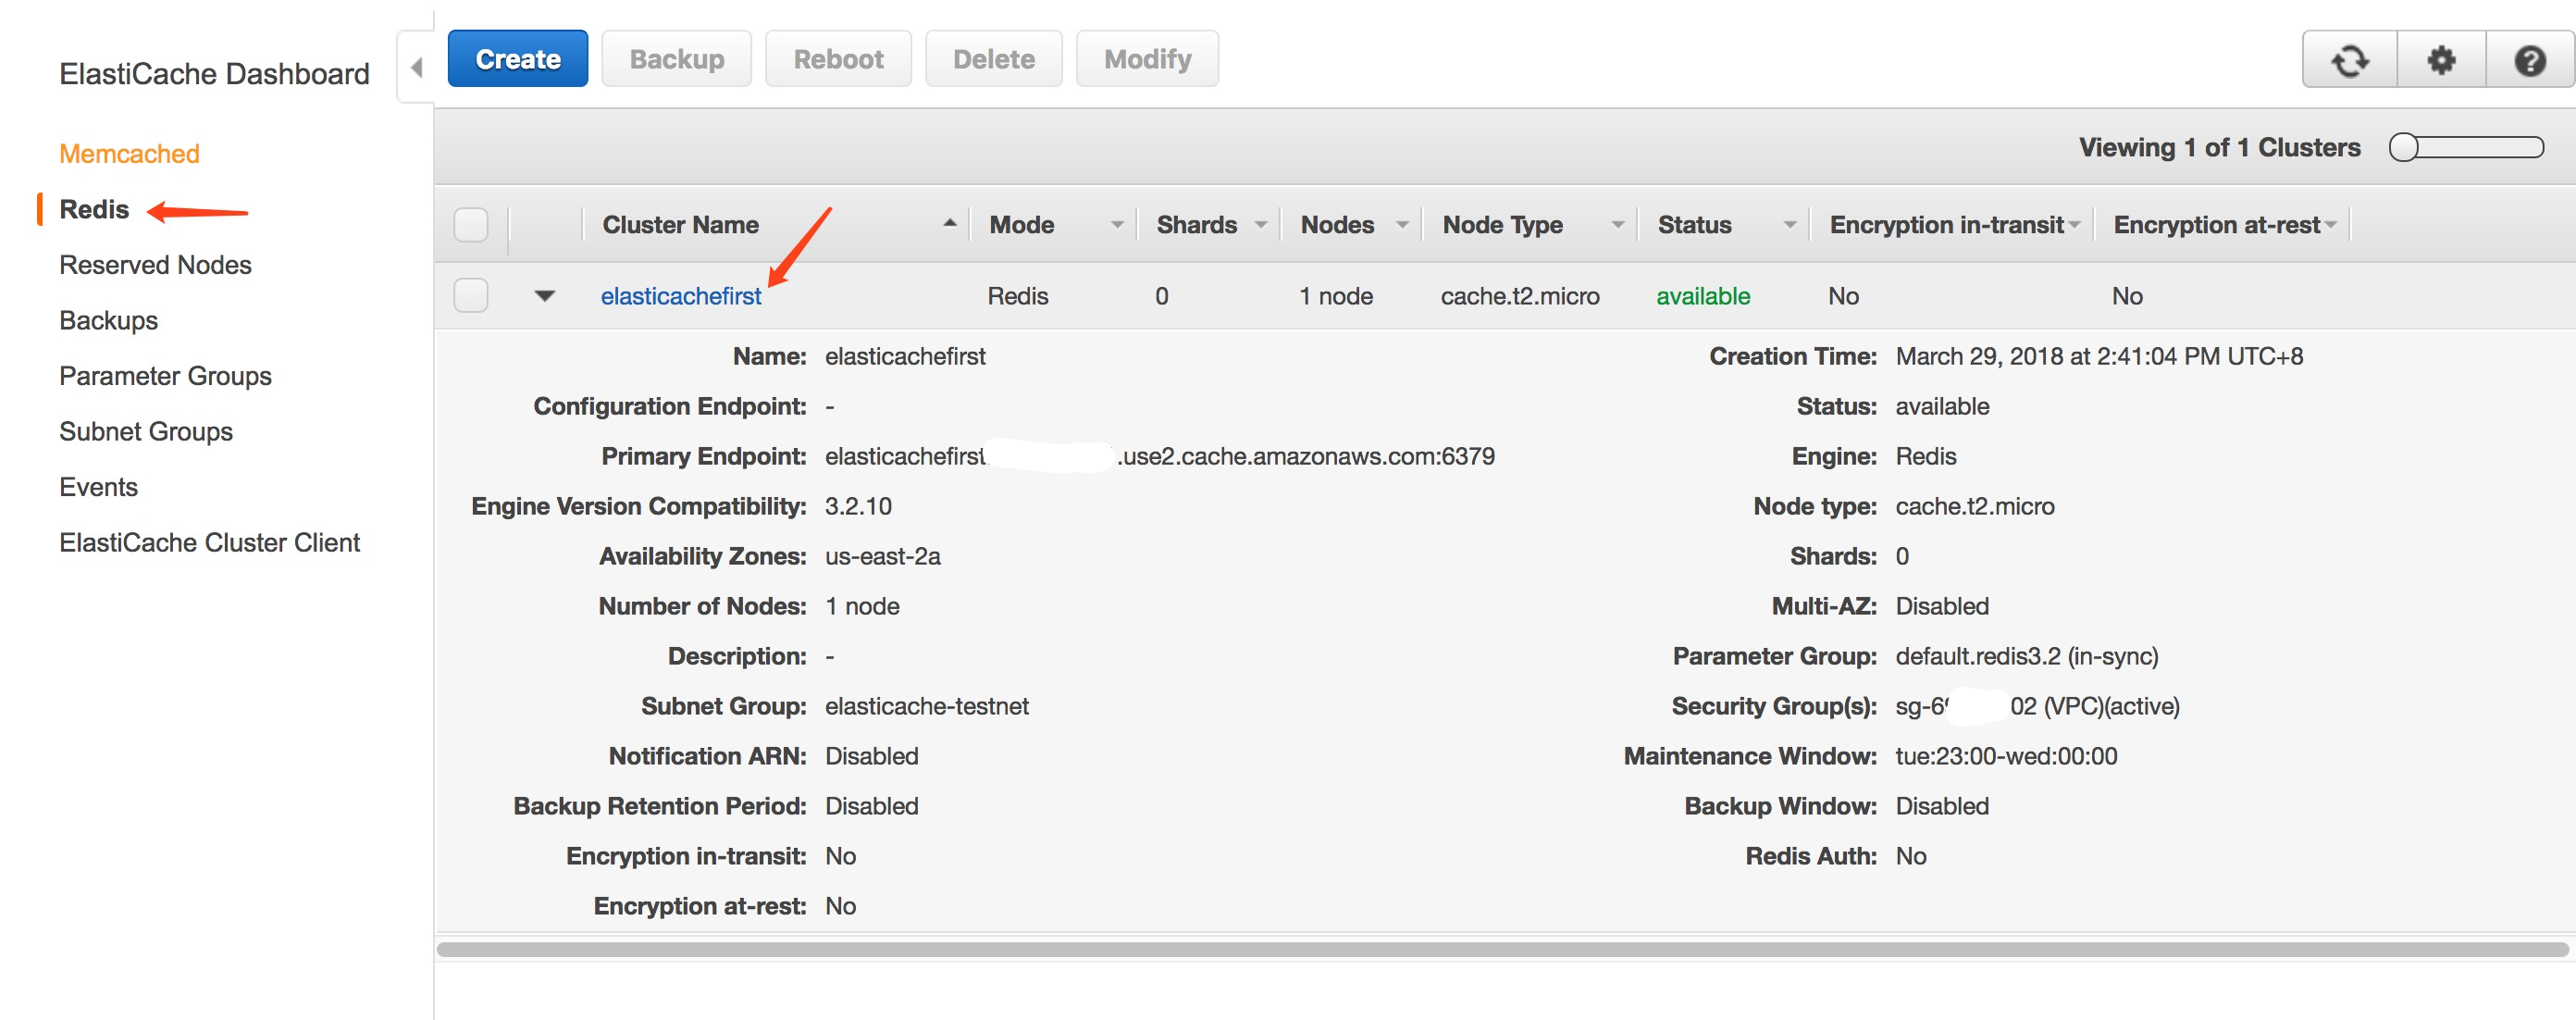 ElastiCache Dashboard
Memcached
Redis
Reserved Nodes
Backups
Parameter Groups
Subnet Groups
Events
ElastiCache Cluster Client
Create Backup Reboot Delete Modify
Viewing 1 of 1 Clusters
Cluster Name Mode Shards Nodes Node Type Status Encryption in-transit Encryption at-rest
elasticachefirst Redis 0 1 node cache.t2.micro available No No
Name: elasticachefirst
Configuration Endpoint: -
Primary Endpoint: elasticachefirst .use2.cache.amazonaws.com:6379
Engine Version Compatibility: 3.2.10
Availability Zones: us-east-2a
Number of Nodes: 1 node
Description: -
Subnet Group: elasticache-testnet
Notification ARN: Disabled
Backup Retention Period: Disabled
Encryption in-transit: No
Encryption at-rest: No
Creation Time: March 29, 2018 at 2:41:04 PM UTC+8
Status: available
Engine: Redis
Node type: cache.t2.micro
Shards: 0
Multi-AZ: Disabled
Parameter Group: default.redis3.2 (in-sync)
Security Group(s): sg-6 02 (VPC)(active)
Maintenance Window: tue:23:00-wed:00:00
Backup Window: Disabled
Redis Auth: No